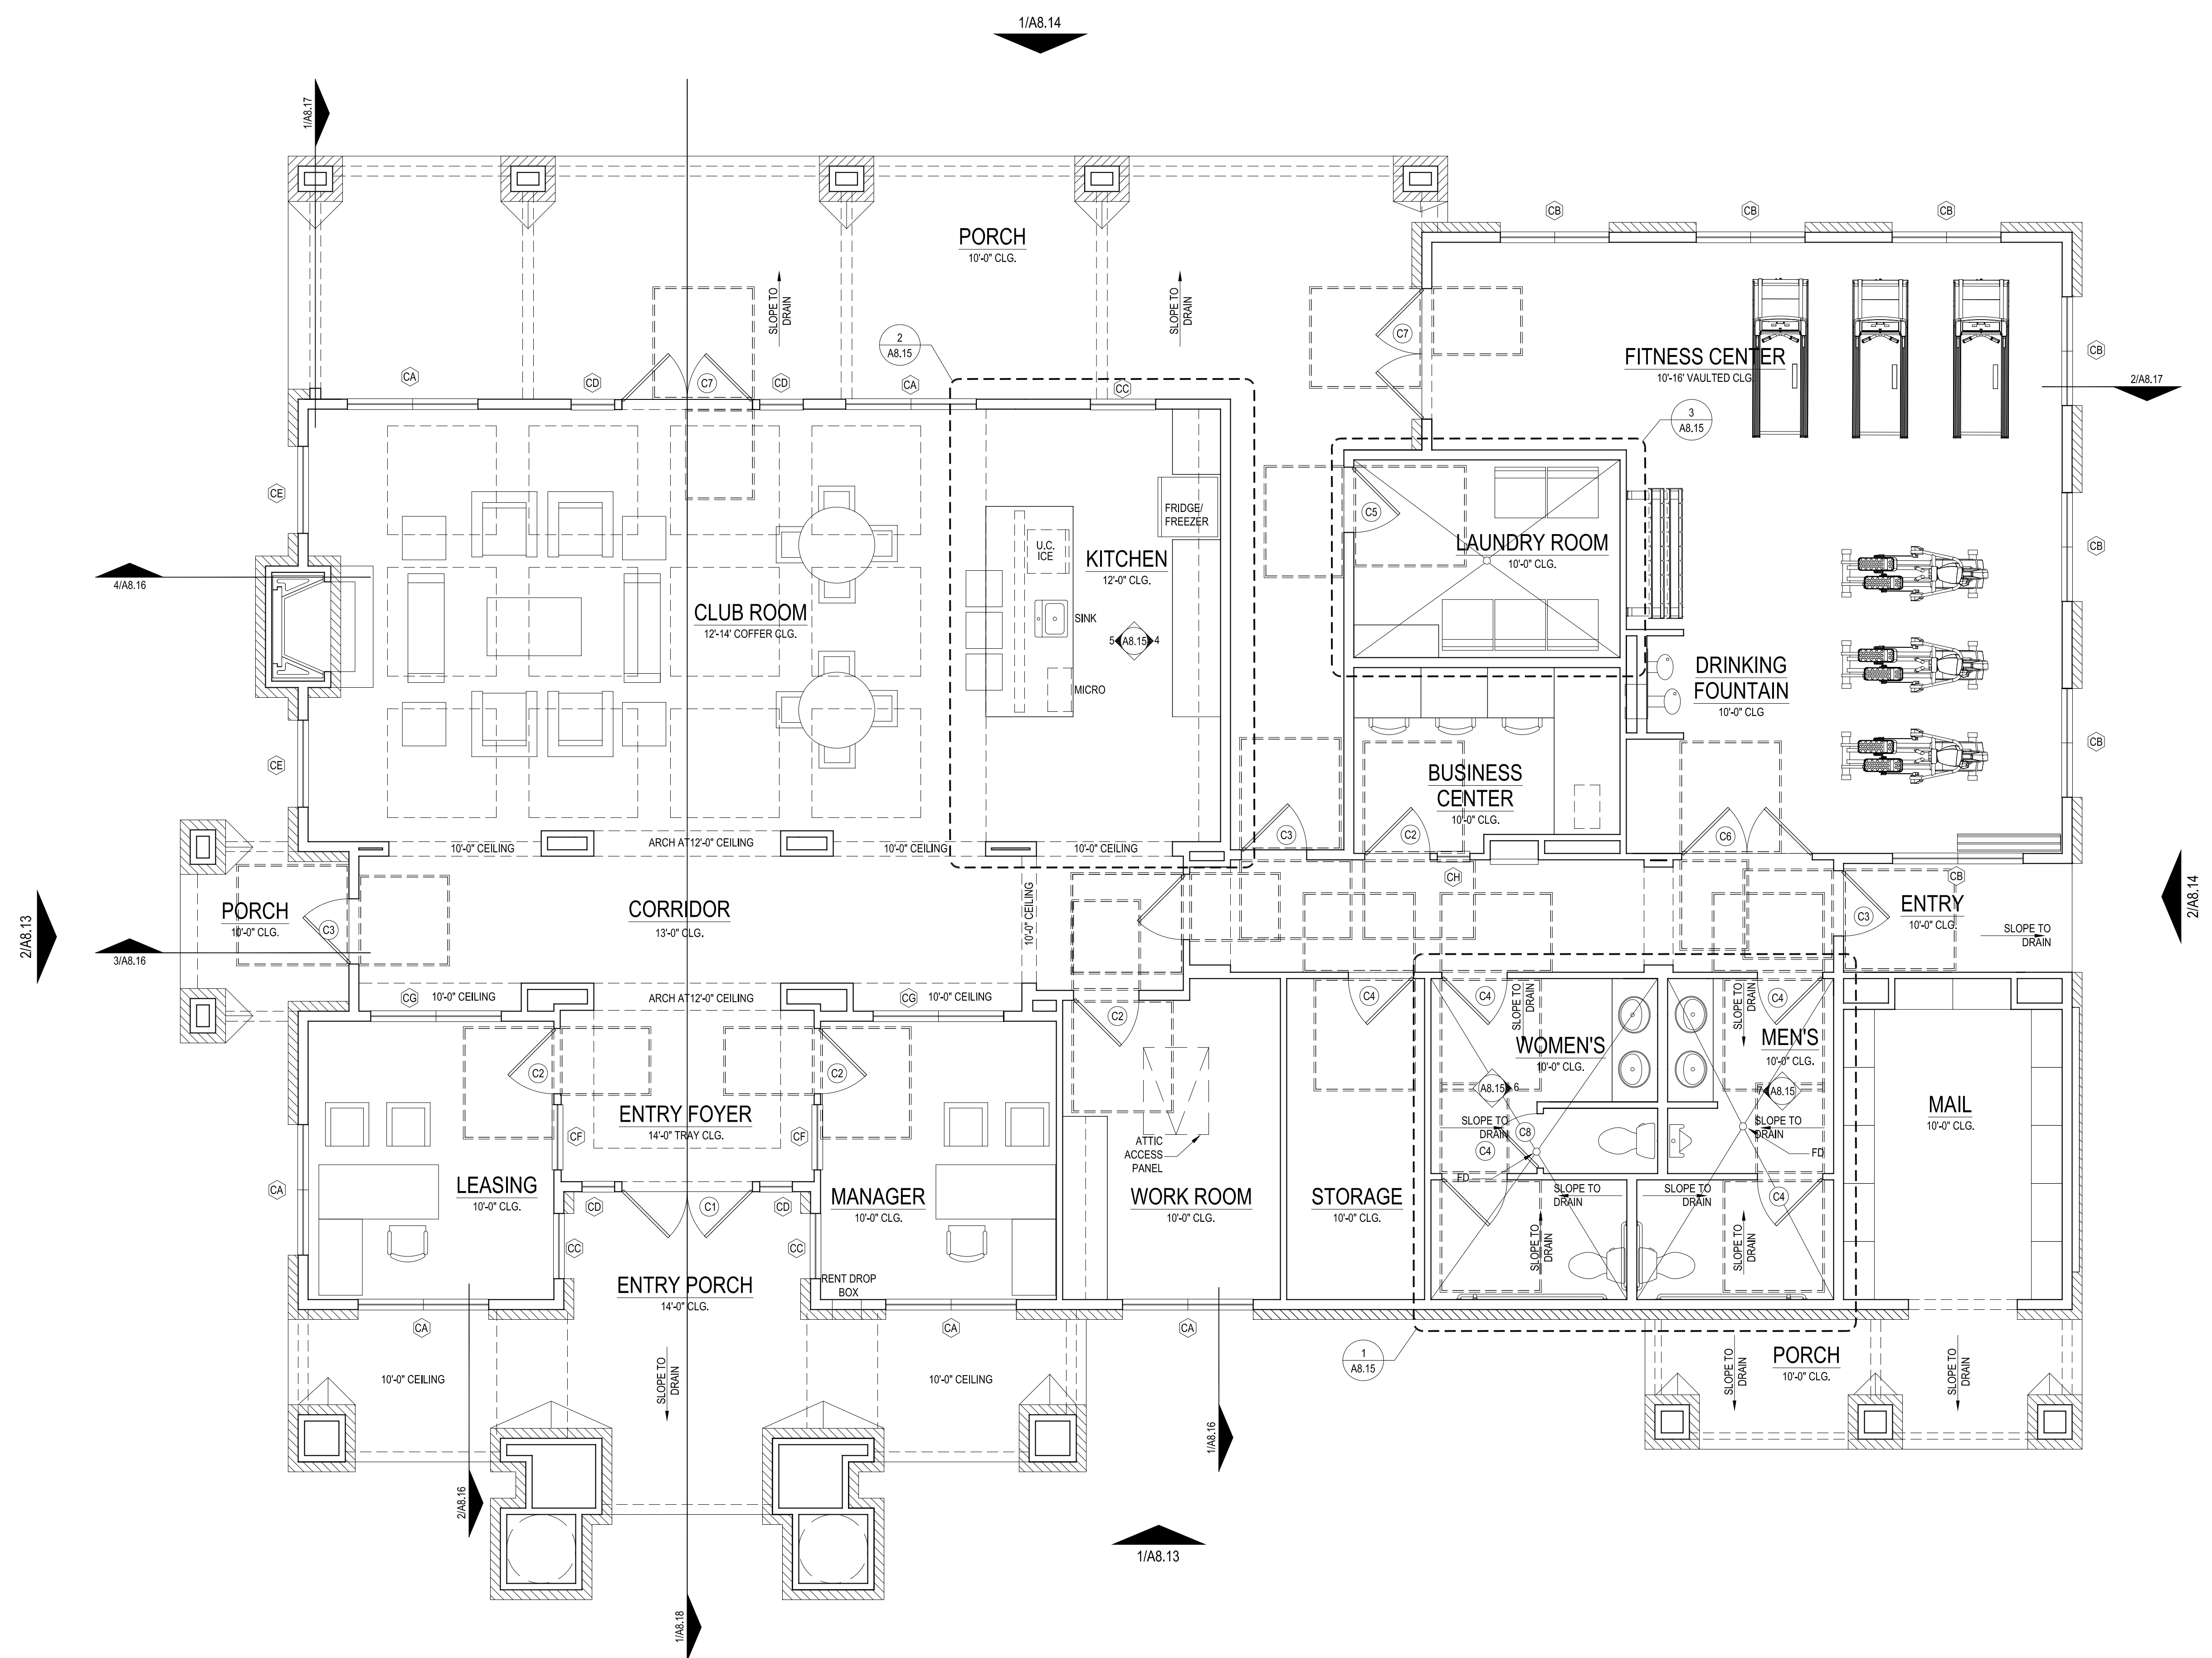 1/A8.14
1/A8.17
CB
CB
CB
PORCH
10'-0" CLG.
SLOPE TO
DRAIN
SLOPE TO
DRAIN
2
A8.15
C7
FITNESS CENTER
10'-16' VAULTED CLG.
CB
2/A8.17
CA
CD
C7
CD
CA
CC
3
A8.15
CE
FRIDGE/
FREEZER
C5
U.C.
ICE
KITCHEN
12'-0" CLG.
LAUNDRY ROOM
10'-0" CLG.
CB
4/A8.16
CLUB ROOM
12'-14' COFFER CLG.
SINK
5
A8.15
4
MICRO
DRINKING
FOUNTAIN
10'-0" CLG
CE
CB
BUSINESS
CENTER
10'-0" CLG.
C3
C2
C6
10'-0" CEILING
ARCH AT12'-0" CEILING
10'-0" CEILING
10'-0" CEILING
CH
CB
2/A8.13
PORCH
10'-0" CLG.
C3
CORRIDOR
13'-0" CLG.
10'-0" CEILING
C3
ENTRY
10'-0" CLG.
SLOPE TO
DRAIN
2/A8.14
3/A8.16
CG
10'-0" CEILING
ARCH AT12'-0" CEILING
CG
10'-0" CEILING
C2
C4
C4
SLOPE TO
DRAIN
SLOPE TO
DRAIN
C4
WOMEN'S
10'-0" CLG.
MEN'S
10'-0" CLG.
C2
C2
A8.15
6
7
A8.15
ENTRY FOYER
14'-0" TRAY CLG.
CF
CF
ATTIC
ACCESS
PANEL
SLOPE TO
DRAIN
C8
C4
SLOPE TO
DRAIN
FD
FD
MAIL
10'-0" CLG.
CA
LEASING
10'-0" CLG.
CD
C1
CD
MANAGER
10'-0" CLG.
WORK ROOM
10'-0" CLG.
STORAGE
10'-0" CLG.
SLOPE TO
DRAIN
SLOPE TO
DRAIN
C4
CC
CC
SLOPE TO
DRAIN
SLOPE TO
DRAIN
ENTRY PORCH
14'-0" CLG.
RENT DROP
BOX
CA
CA
CA
1
A8.15
10'-0" CEILING
SLOPE TO
DRAIN
10'-0" CEILING
SLOPE TO
DRAIN
PORCH
10'-0" CLG.
SLOPE TO
DRAIN
1/A8.16
2/A8.16
1/A8.13
1/A8.18